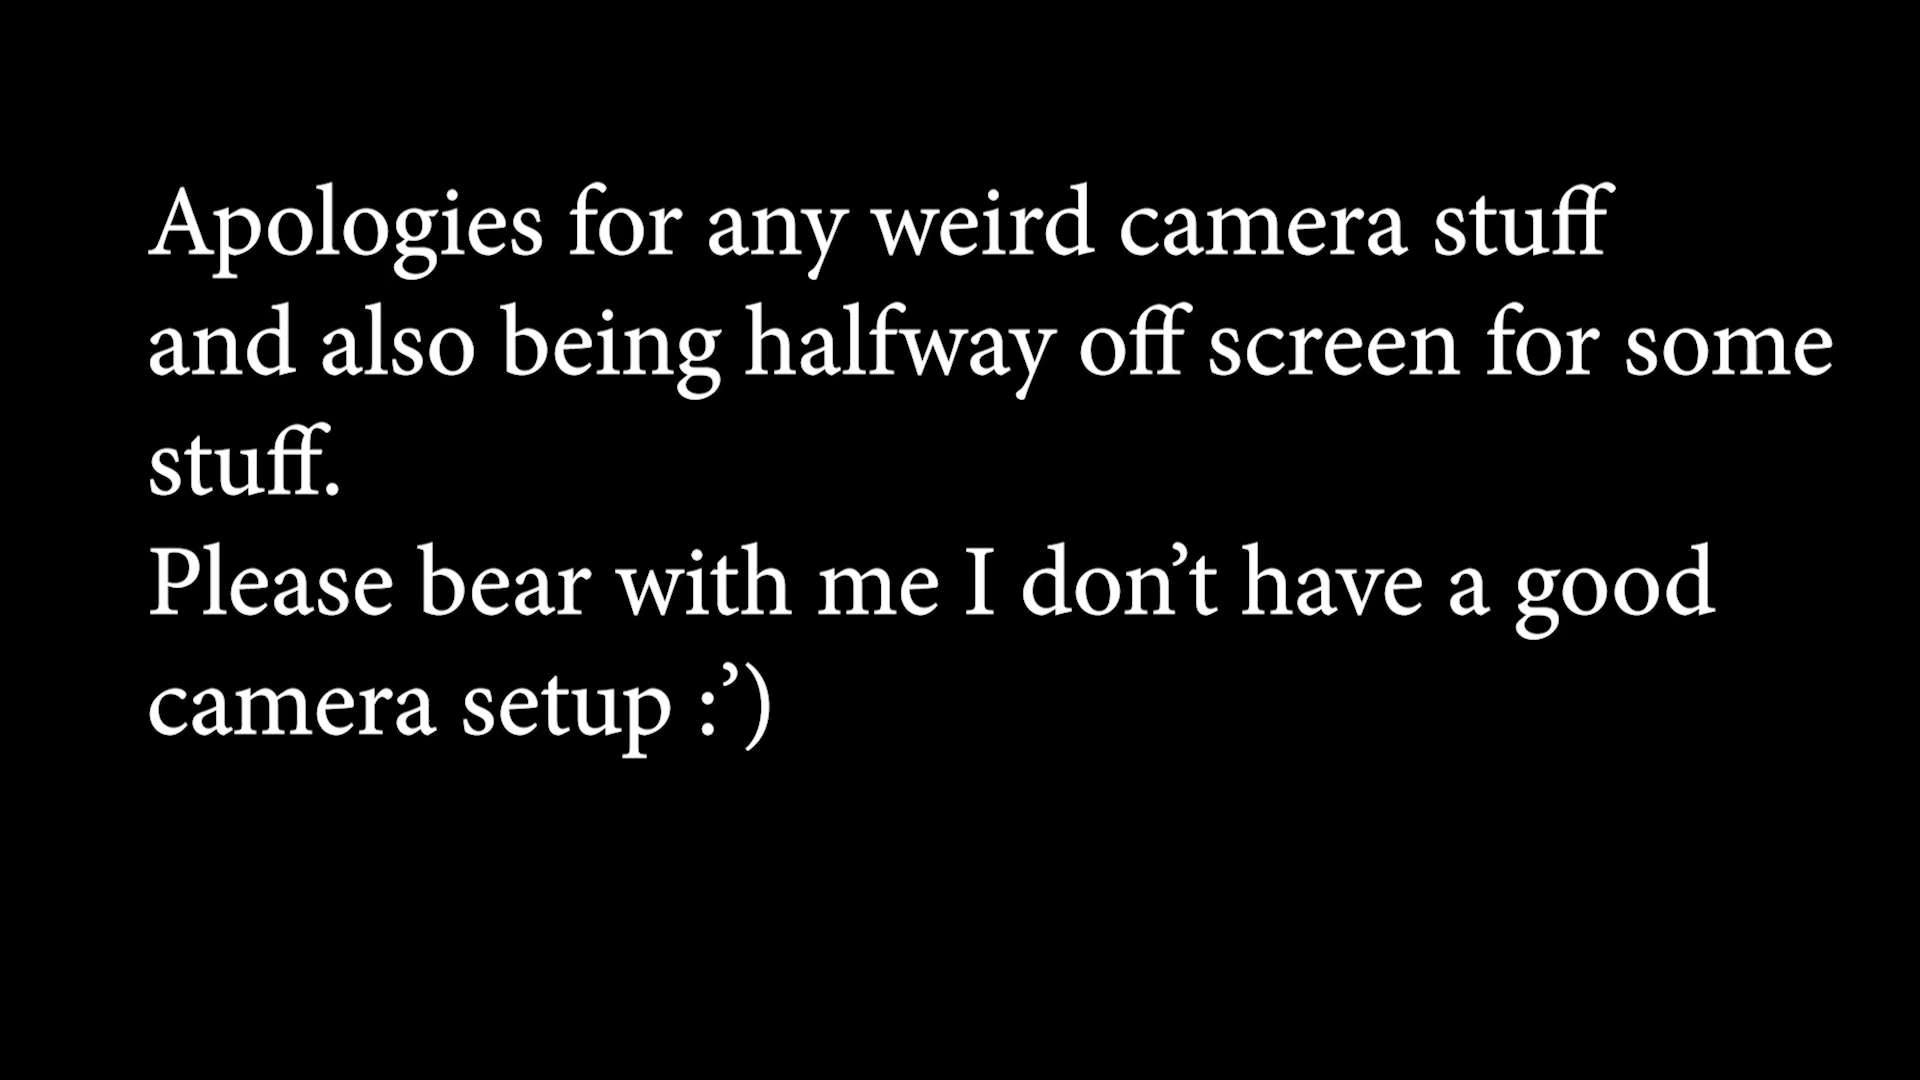 Apologies for any weird camera stuff
and also being halfway off screen for some
stuff.
Please bear with me I don’t have a good
camera setup :’)